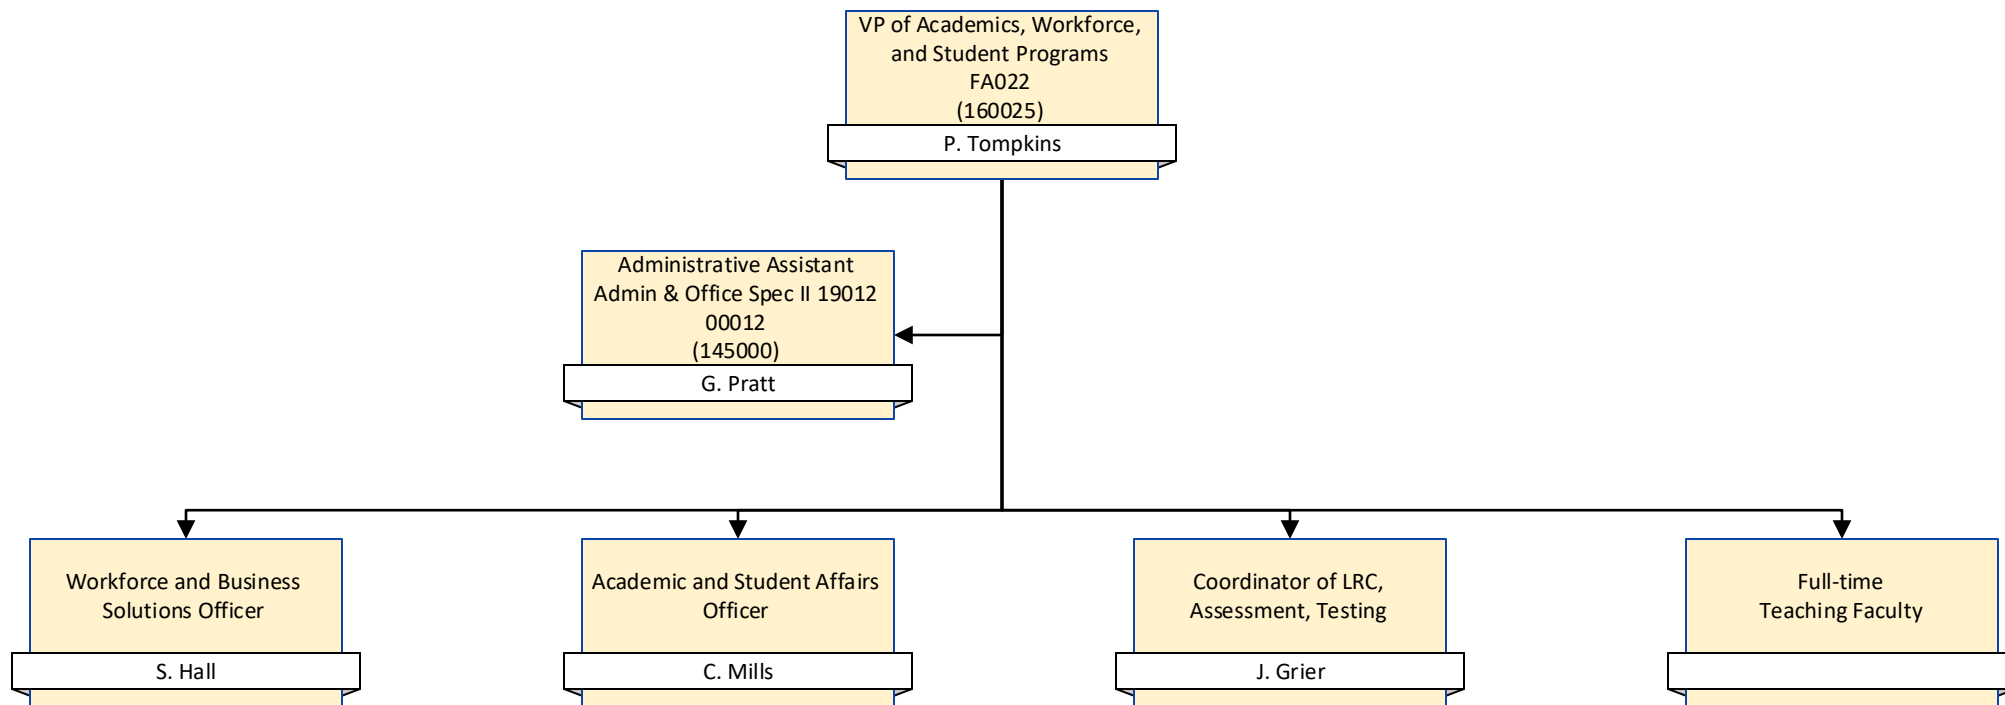 VP of Academics, Workforce,
and Student Programs
FA022
(160025)
P. Tompkins
Administrative Assistant
Admin & Office Spec II 19012
00012
(145000)
G. Pratt
Workforce and Business
Solutions Officer
S. Hall
Academic and Student Affairs
Officer
C. Mills
Coordinator of LRC,
Assessment, Testing
J. Grier
Full-time
Teaching Faculty